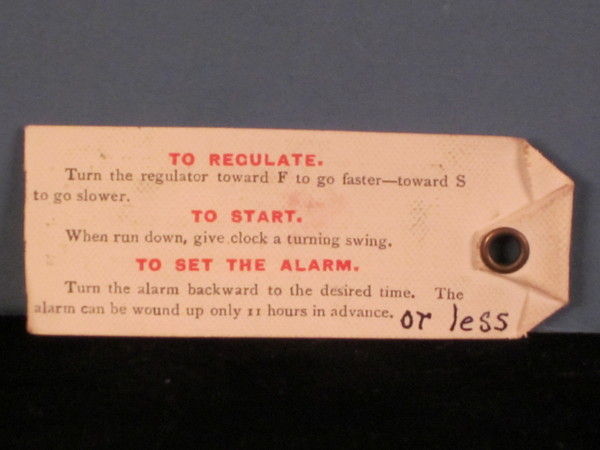 TO REGULATE.
Turn the regulator toward F to go faster—toward S
to go slower.
TO START.
When run down, give clock a turning swing.
TO SET THE ALARM.
Turn the alarm backward to the desired time. The
alarm can be wound up only 11 hours in advance. or less